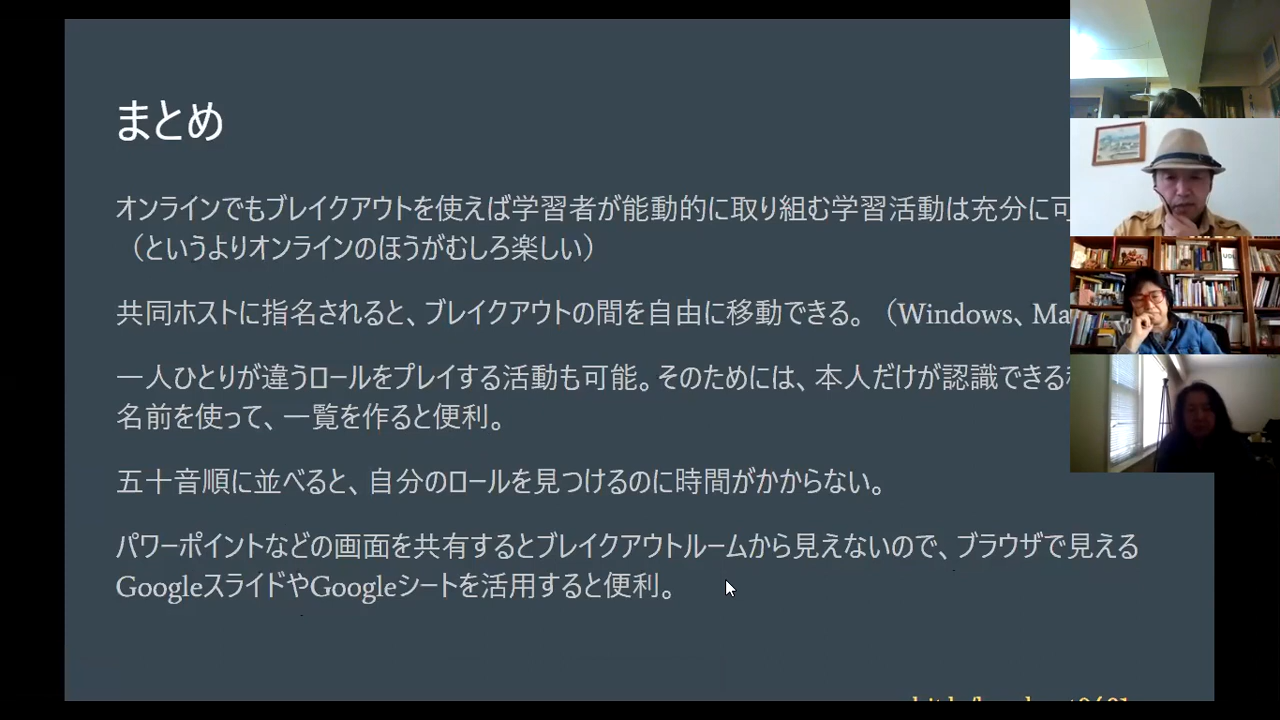 まとめ
オンラインでもブレイクアウトを使えば学習者が能動的に取り組む学習活動は充分に可
（というよりオンラインのほうがむしろ楽しい）
共同ホストに指名されると、ブレイクアウトの間を自由に移動できる。（Windows、Ma
一人ひとりが違うロールをプレイする活動も可能。そのためには、本人だけが認識できる
名前を使って、一覧を作ると便利。
五十音順に並べると、自分のロールを見つけるのに時間がかからない。
パワーポイントなどの画面を共有するとブレイクアウトルームから見えないので、ブラウザで見える
GoogleスライドやGoogleシートを活用すると便利。